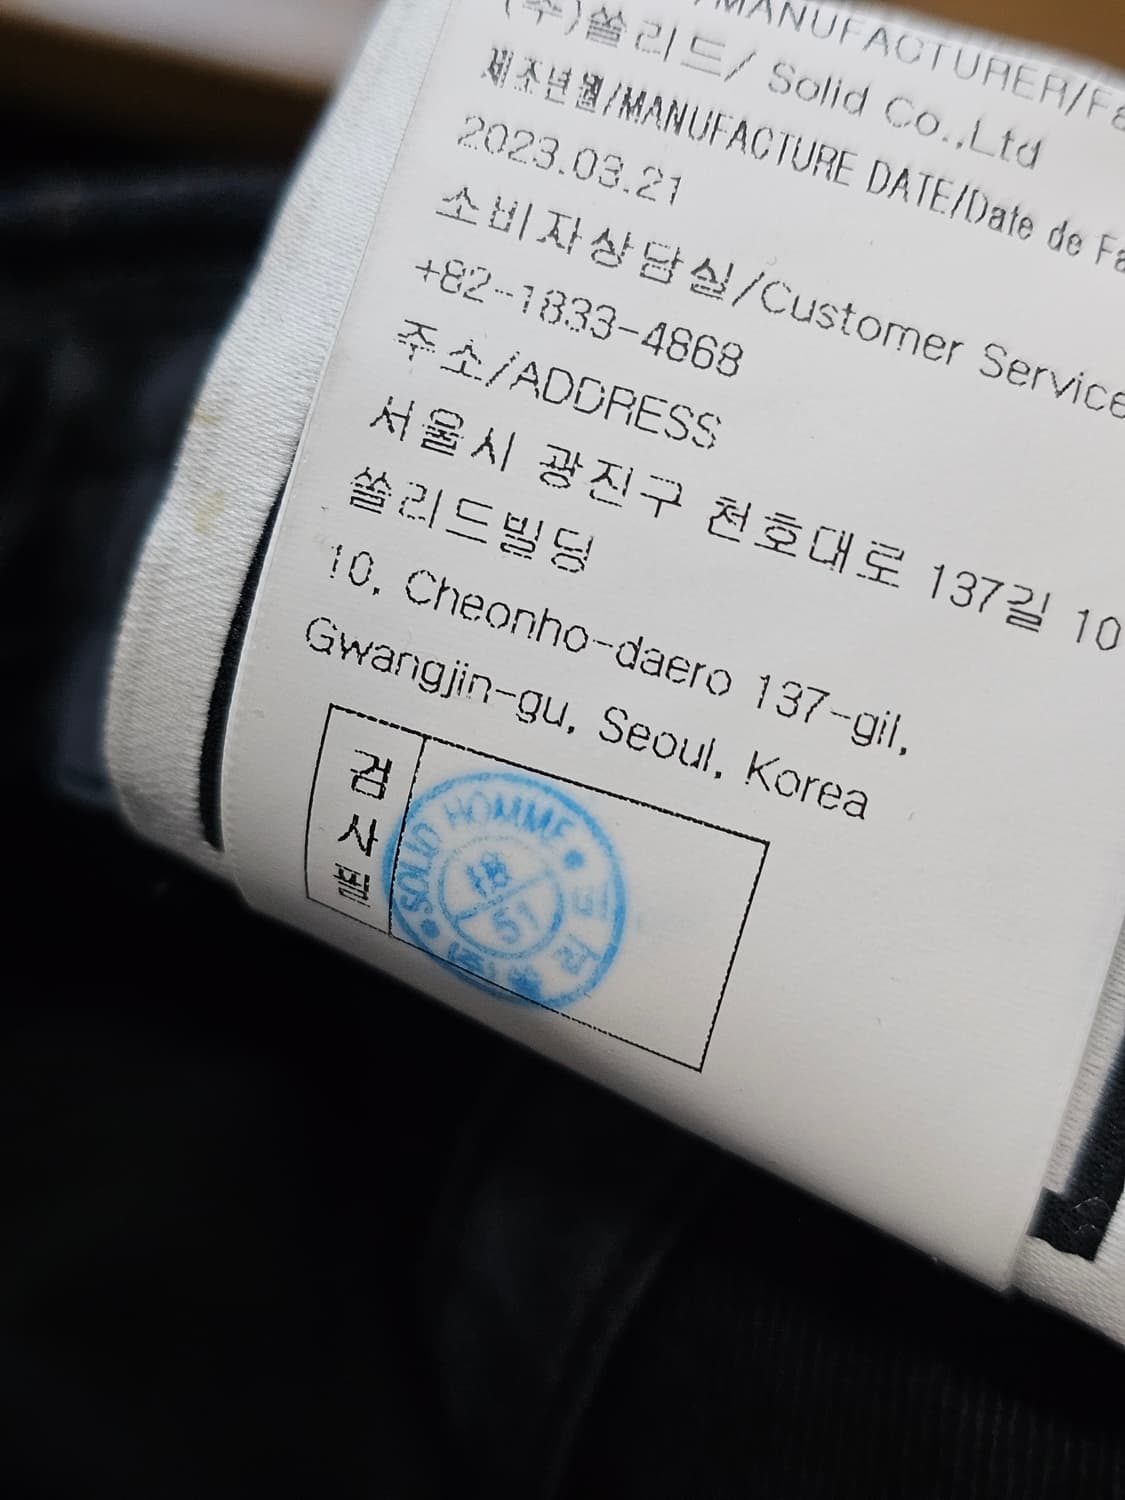 /MANUFACTURER/Fa
(주)쏠리드/ Solid Co.,Ltd
제조년월/MANUFACTURE DATE/Date de Fa
2023.03.21
소비자상담실/Customer Service
+82-1833-4868
주소/ADDRESS
서울시 광진구 천호대로 137길 10
쏠리드빌딩
10, Cheonho-daero 137-gil,
Gwangjin-gu, Seoul, Korea
검사필
SOLID HOMME
51